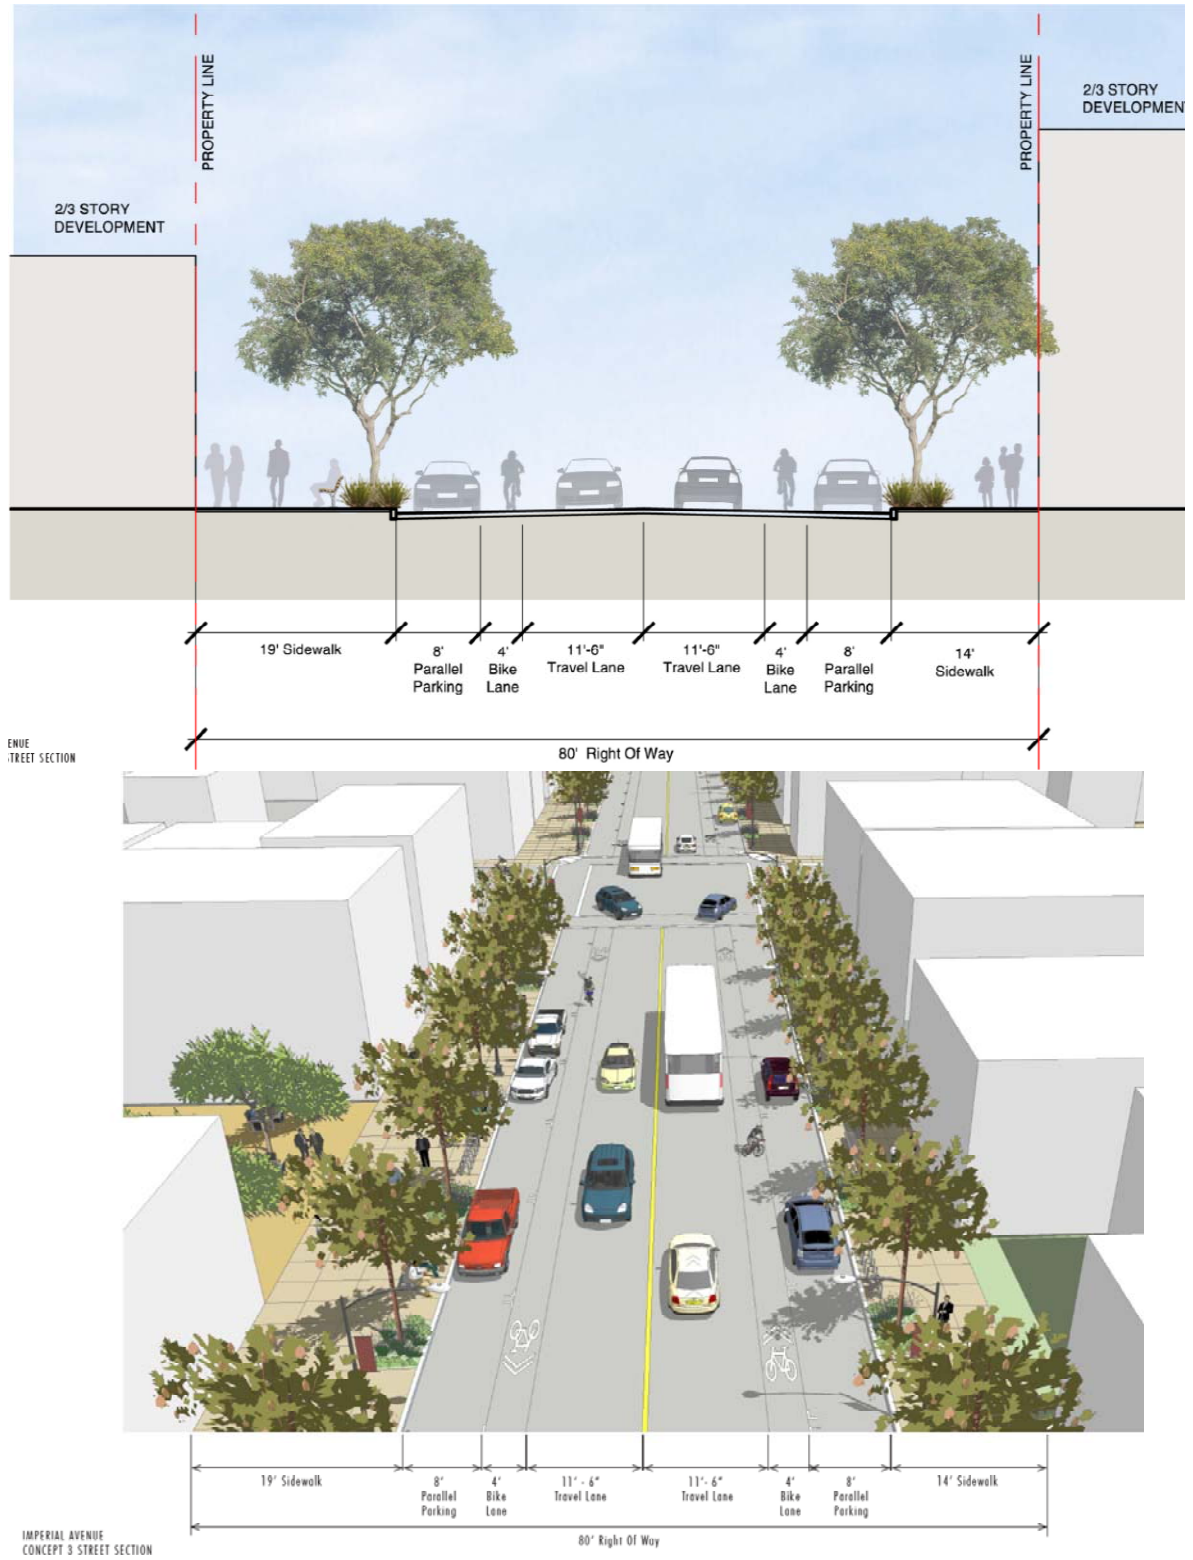 PROPERTY LINE
PROPERTY LINE
2/3 STORY
DEVELOPMENT
2/3 STORY
DEVELOPMENT
19' Sidewalk
8'
Parallel
Parking
4'
Bike
Lane
11'-6"
Travel Lane
11'-6"
Travel Lane
4'
Bike
Lane
8'
Parallel
Parking
14'
Sidewalk
80' Right Of Way
ENUE
STREET SECTION
19' Sidewalk
8'
Parallel
Parking
4'
Bike
Lane
11'- 6"
Travel Lane
11'- 6"
Travel Lane
4'
Bike
Lane
8'
Parallel
Parking
14' Sidewalk
80' Right Of Way
IMPERIAL AVENUE
CONCEPT 3 STREET SECTION